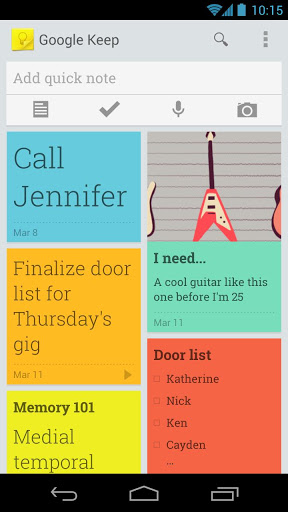 10:15
Google Keep
Add quick note
Call
Jennifer
Mar 8
Finalize door
list for
Thursday's
gig
Mar 11
Memory 101
Medial
temporal
I need...
A cool guitar like this
one before I'm 25
Mar 11
Door list
Katherine
Nick
Ken
Cayden
...